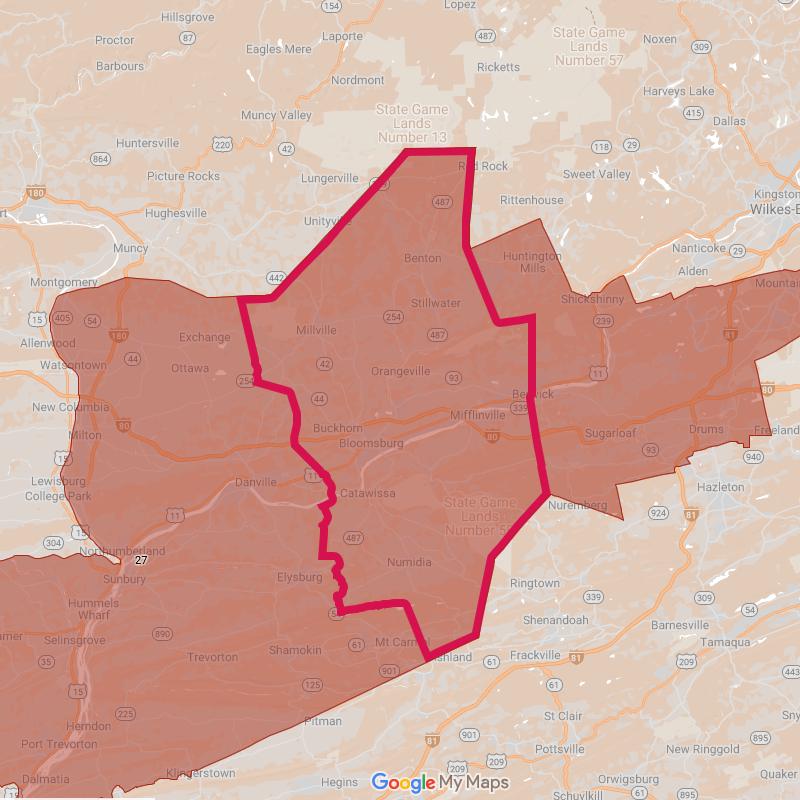 Hillsgrove
154
Lopez
Proctor
87
Laporte
487
State Game
Lands
Number 57
Noxen
309
Eagles Mere
Barbours
Nordmont
Ricketts
Harveys Lake
415
Dallas
Muncy Valley
State Game
Lands
Number 13
Huntersville
220
42
118
29
864
Picture Rocks
Lungerville
Red Rock
Sweet Valley
180
487
Rittenhouse
Kingston
Hughesville
Unityville
Wilkes-B
Muncy
Nanticoke
29
Benton
Huntington
Mills
Alden
Montgomery
442
Mountain
15
405
54
Stillwater
Shickshinny
Allenwood
180
Exchange
Millville
254
487
239
11
Watsontown
44
Ottawa
42
Orangeville
93
11
254
80
New Columbia
44
Mifflinville
339
Berwick
Milton
80
Buckhorn
Bloomsburg
80
Sugarloaf
Drums
Freeland
15
93
940
Lewisburg
College Park
Danville
11
Catawissa
Hazleton
State Game
Lands
Nuremberg
11
924
81
304
15
487
Northumberland
27
Sunbury
Numidia
Elysburg
Ringtown
Hummels
Wharf
339
309
54
54
Shenandoah
Barnesville
890
Selinsgrove
61
Mt Carmel
Tamaqua
Shamokin
Trevorton
Ashland
61
Frackville
81
209
35
901
443
15
125
61
225
St Clair
Herndon
Pitman
901
81
Port Trevorton
Pottsville
New Ringgold
895
209
Dalmatia
Klingerstown
Hegins
Google My Maps
61
Orwigsburg
Quaker
15
Schuylkill
895